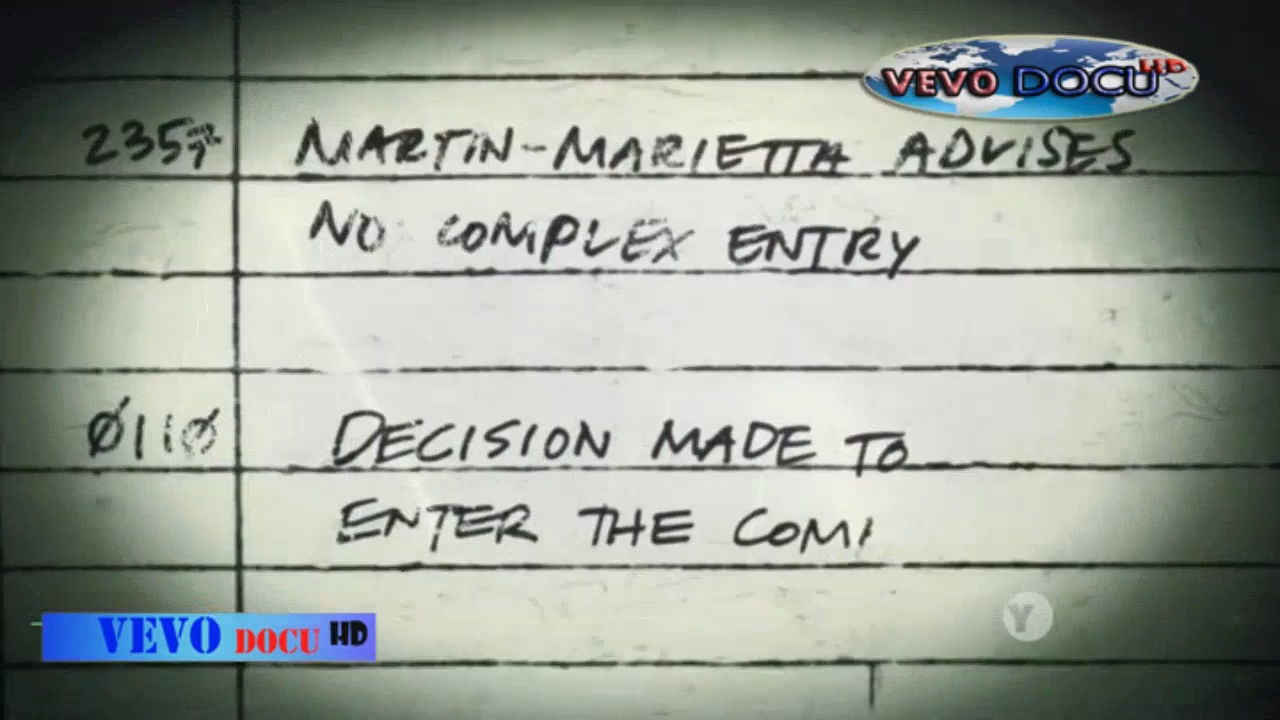 VEVO DOCU HD
2357 MARTIN-MARIETTA ADVISES
NO COMPLEX ENTRY
Ø11Ø DECISION MADE TO
ENTER THE COM
VEVO DOCU HD
Y